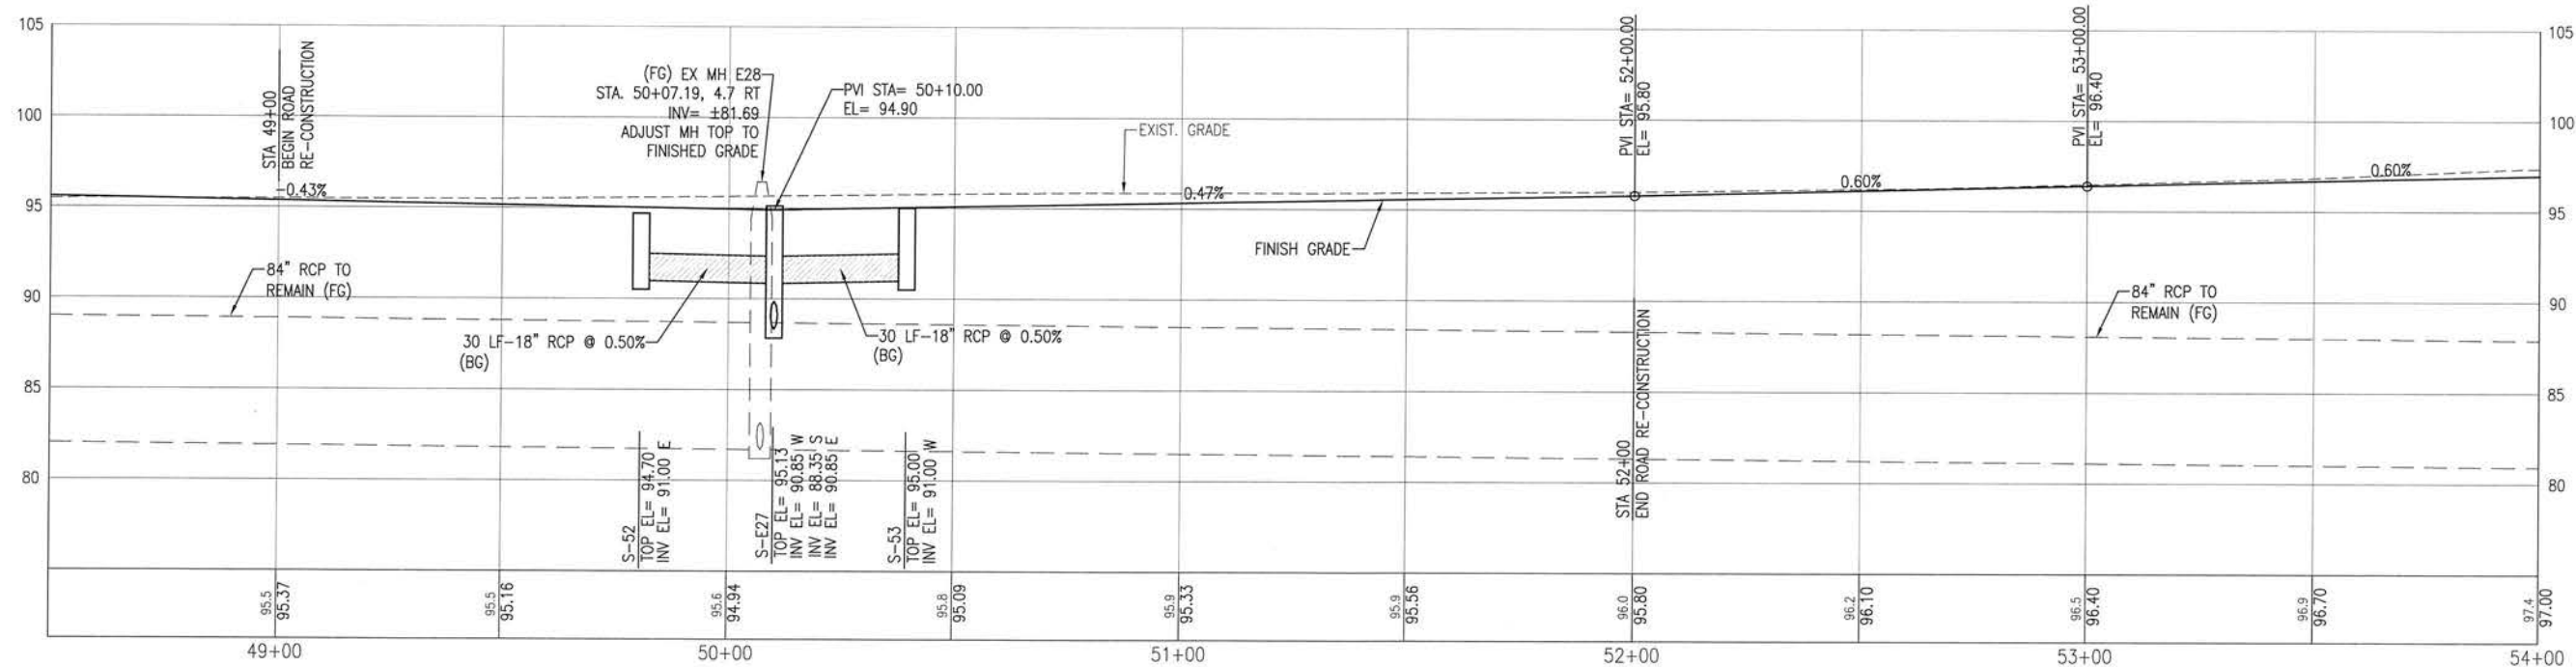 105
100
95
90
85
80
STA 49+00
BEGIN ROAD
RE-CONSTRUCTION
-0.43%
84" RCP TO
REMAIN (FG)
(FG) EX MH E28
STA. 50+07.19, 4.7 RT
INV= ±81.69
ADJUST MH TOP TO
FINISHED GRADE
PVI STA= 50+10.00
EL= 94.90
EXIST. GRADE
0.47%
FINISH GRADE
30 LF-18" RCP @ 0.50%
(BG)
30 LF-18" RCP @ 0.50%
(BG)
S-52
TOP EL= 94.70
INV EL= 91.00 E
S-E27
TOP EL= 95.13
INV EL= 90.85 W
INV EL= 88.35 S
INV EL= 90.85 E
S-53
TOP EL= 95.00
INV EL= 91.00 W
PVI STA= 52+00.00
EL= 95.80
STA 52+00
END ROAD RE-CONSTRUCTION
0.60%
PVI STA= 53+00.00
EL= 96.40
0.60%
84" RCP TO
REMAIN (FG)
105
100
95
90
85
80
95.5
95.37
95.5
95.16
95.6
94.94
95.8
95.09
95.9
95.33
95.9
95.56
96.0
95.80
96.2
96.10
96.5
96.40
96.9
96.70
97.4
97.00
49+00
50+00
51+00
52+00
53+00
54+00